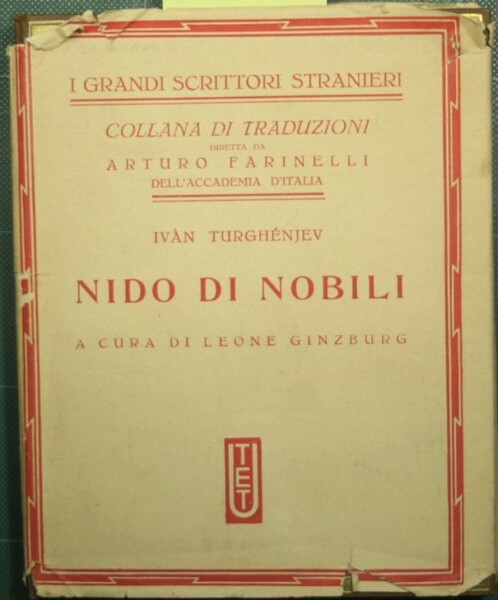 I GRANDI SCRITTORI STRANIERI
COLLANA DI TRADUZIONI
DIRETTA DA
ARTURO FARINELLI
DELL'ACCADEMIA D'ITALIA
IVÀN TURGHÉNJEV
NIDO DI NOBILI
A CURA DI LEONE GINZBURG
UTET